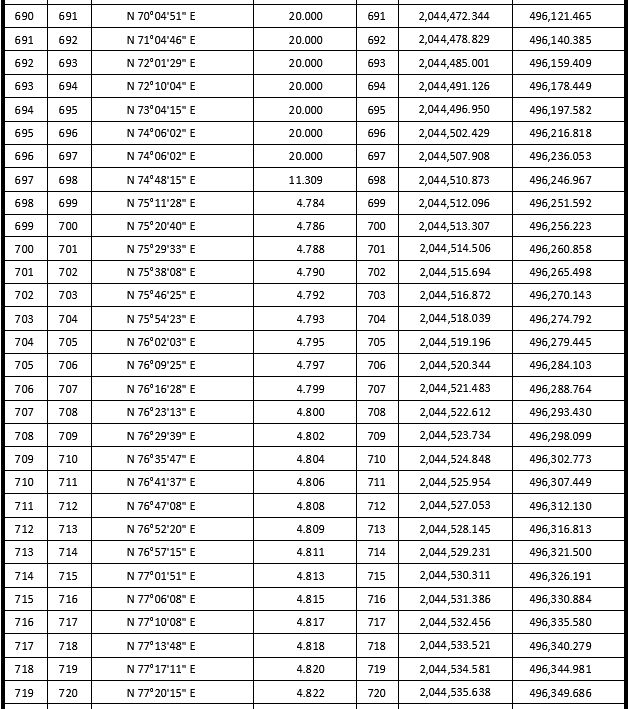 690 691 N 70°04'51" E 20.000 691 2,044,472.344 496,121.465
691 692 N 71°04'46" E 20.000 692 2,044,478.829 496,140.385
692 693 N 72°01'29" E 20.000 693 2,044,485.001 496,159.409
693 694 N 72°10'04" E 20.000 694 2,044,491.126 496,178.449
694 695 N 73°04'15" E 20.000 695 2,044,496.950 496,197.582
695 696 N 74°06'02" E 20.000 696 2,044,502.429 496,216.818
696 697 N 74°06'02" E 20.000 697 2,044,507.908 496,236.053
697 698 N 74°48'15" E 11.309 698 2,044,510.873 496,246.967
698 699 N 75°11'28" E 4.784 699 2,044,512.096 496,251.592
699 700 N 75°20'40" E 4.786 700 2,044,513.307 496,256.223
700 701 N 75°29'33" E 4.788 701 2,044,514.506 496,260.858
701 702 N 75°38'08" E 4.790 702 2,044,515.694 496,265.498
702 703 N 75°46'25" E 4.792 703 2,044,516.872 496,270.143
703 704 N 75°54'23" E 4.793 704 2,044,518.039 496,274.792
704 705 N 76°02'03" E 4.795 705 2,044,519.196 496,279.445
705 706 N 76°09'25" E 4.797 706 2,044,520.344 496,284.103
706 707 N 76°16'28" E 4.799 707 2,044,521.483 496,288.764
707 708 N 76°23'13" E 4.800 708 2,044,522.612 496,293.430
708 709 N 76°29'39" E 4.802 709 2,044,523.734 496,298.099
709 710 N 76°35'47" E 4.804 710 2,044,524.848 496,302.773
710 711 N 76°41'37" E 4.806 711 2,044,525.954 496,307.449
711 712 N 76°47'08" E 4.808 712 2,044,527.053 496,312.130
712 713 N 76°52'20" E 4.809 713 2,044,528.145 496,316.813
713 714 N 76°57'15" E 4.811 714 2,044,529.231 496,321.500
714 715 N 77°01'51" E 4.813 715 2,044,530.311 496,326.191
715 716 N 77°06'08" E 4.815 716 2,044,531.386 496,330.884
716 717 N 77°10'08" E 4.817 717 2,044,532.456 496,335.580
717 718 N 77°13'48" E 4.818 718 2,044,533.521 496,340.279
718 719 N 77°17'11" E 4.820 719 2,044,534.581 496,344.981
719 720 N 77°20'15" E 4.822 720 2,044,535.638 496,349.686